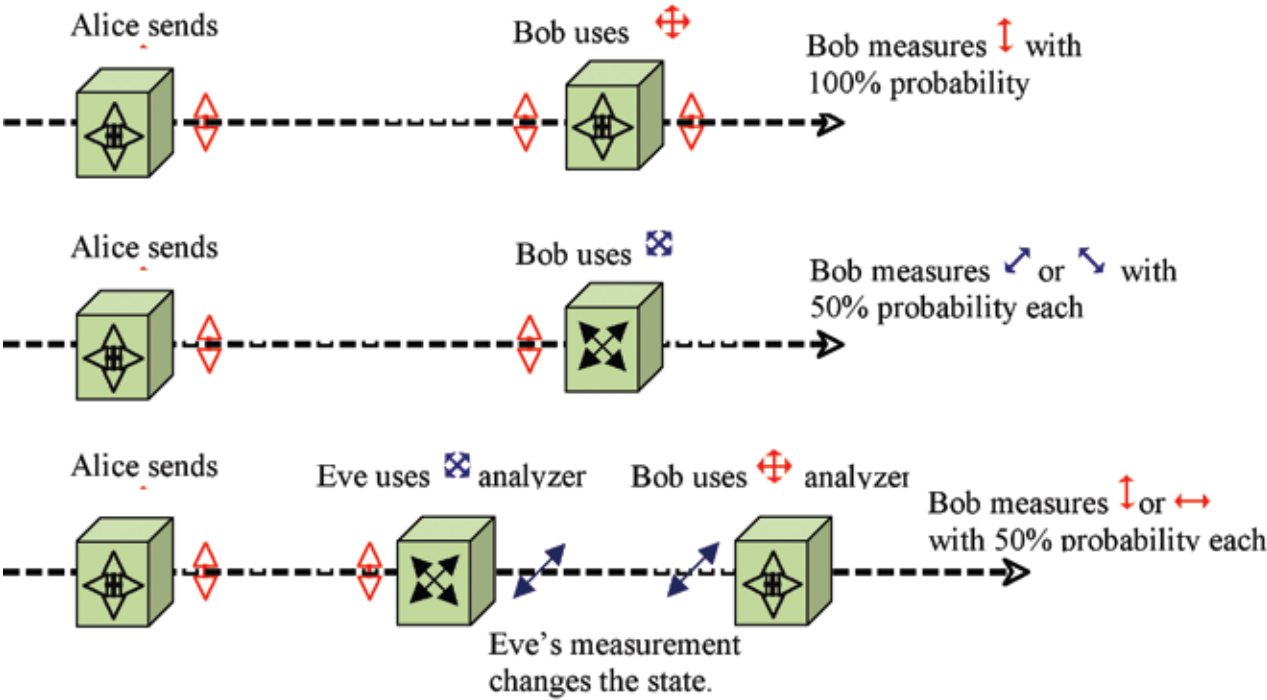 Alice sends
Bob uses
Bob measures with
100% probability
Alice sends
Bob uses
Bob measures or with
50% probability each
Alice sends
Eve uses analyzer
Bob uses analyzer
Bob measures or
with 50% probability each
Eve’s measurement
changes the state.